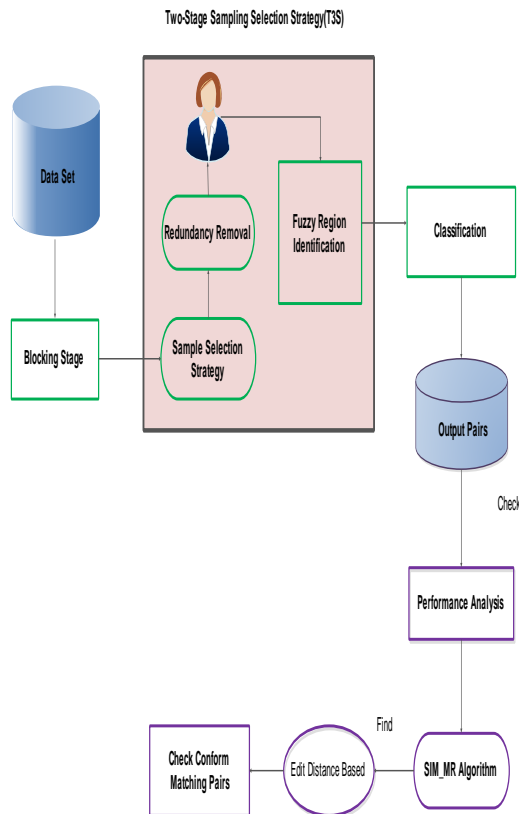 Two-Stage Sampling Selection Strategy(T3S)
Data Set
Redundancy Removal
Fuzzy Region
Identification
Classification
Blocking Stage
Sample Selection
Strategy
Output Pairs
Check
Performance Analysis
Find
Check Conform
Matching Pairs
Edit Distance Based
SIM_MR Algorithm